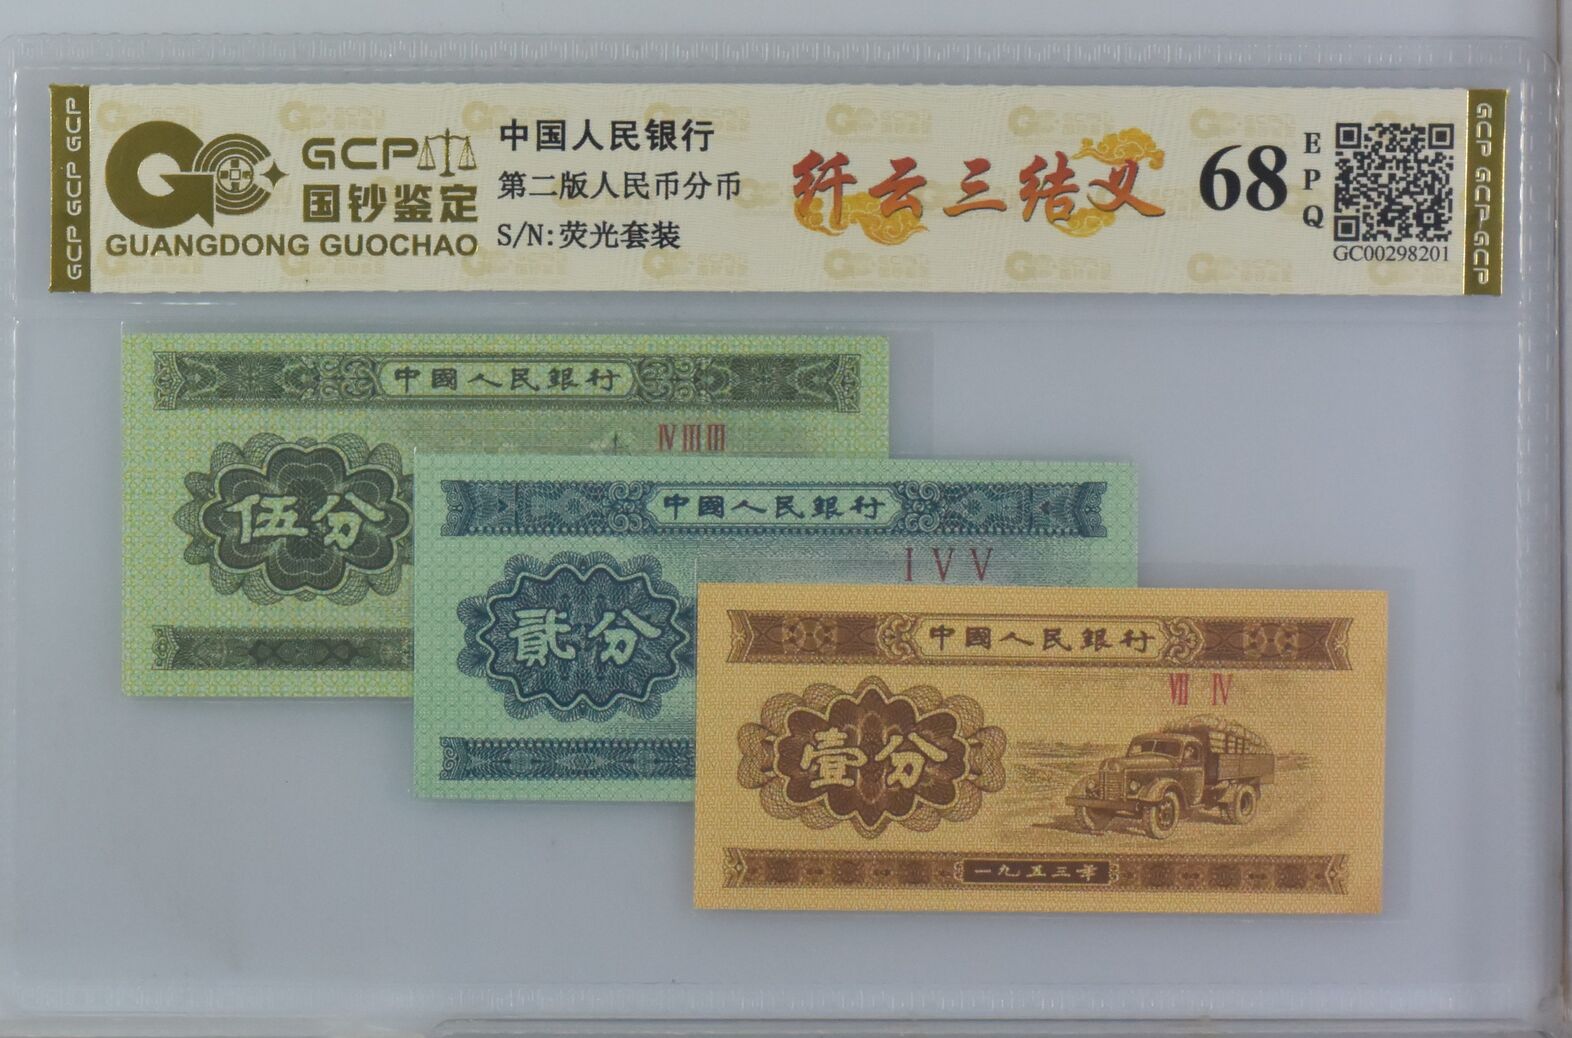 GCP GCP GCP
GCP
国钞鉴定
GUANGDONG GUOCHAO
中国人民银行
第二版人民币分币
S/N:荧光套装
纤云三结义
68
EPQ
GC00298201
GCP GCP GCP
中國人民銀行
IV III III
伍分
中國人民銀行
I V V
貳分
中國人民銀行
VII IV
壹分
一九五三年